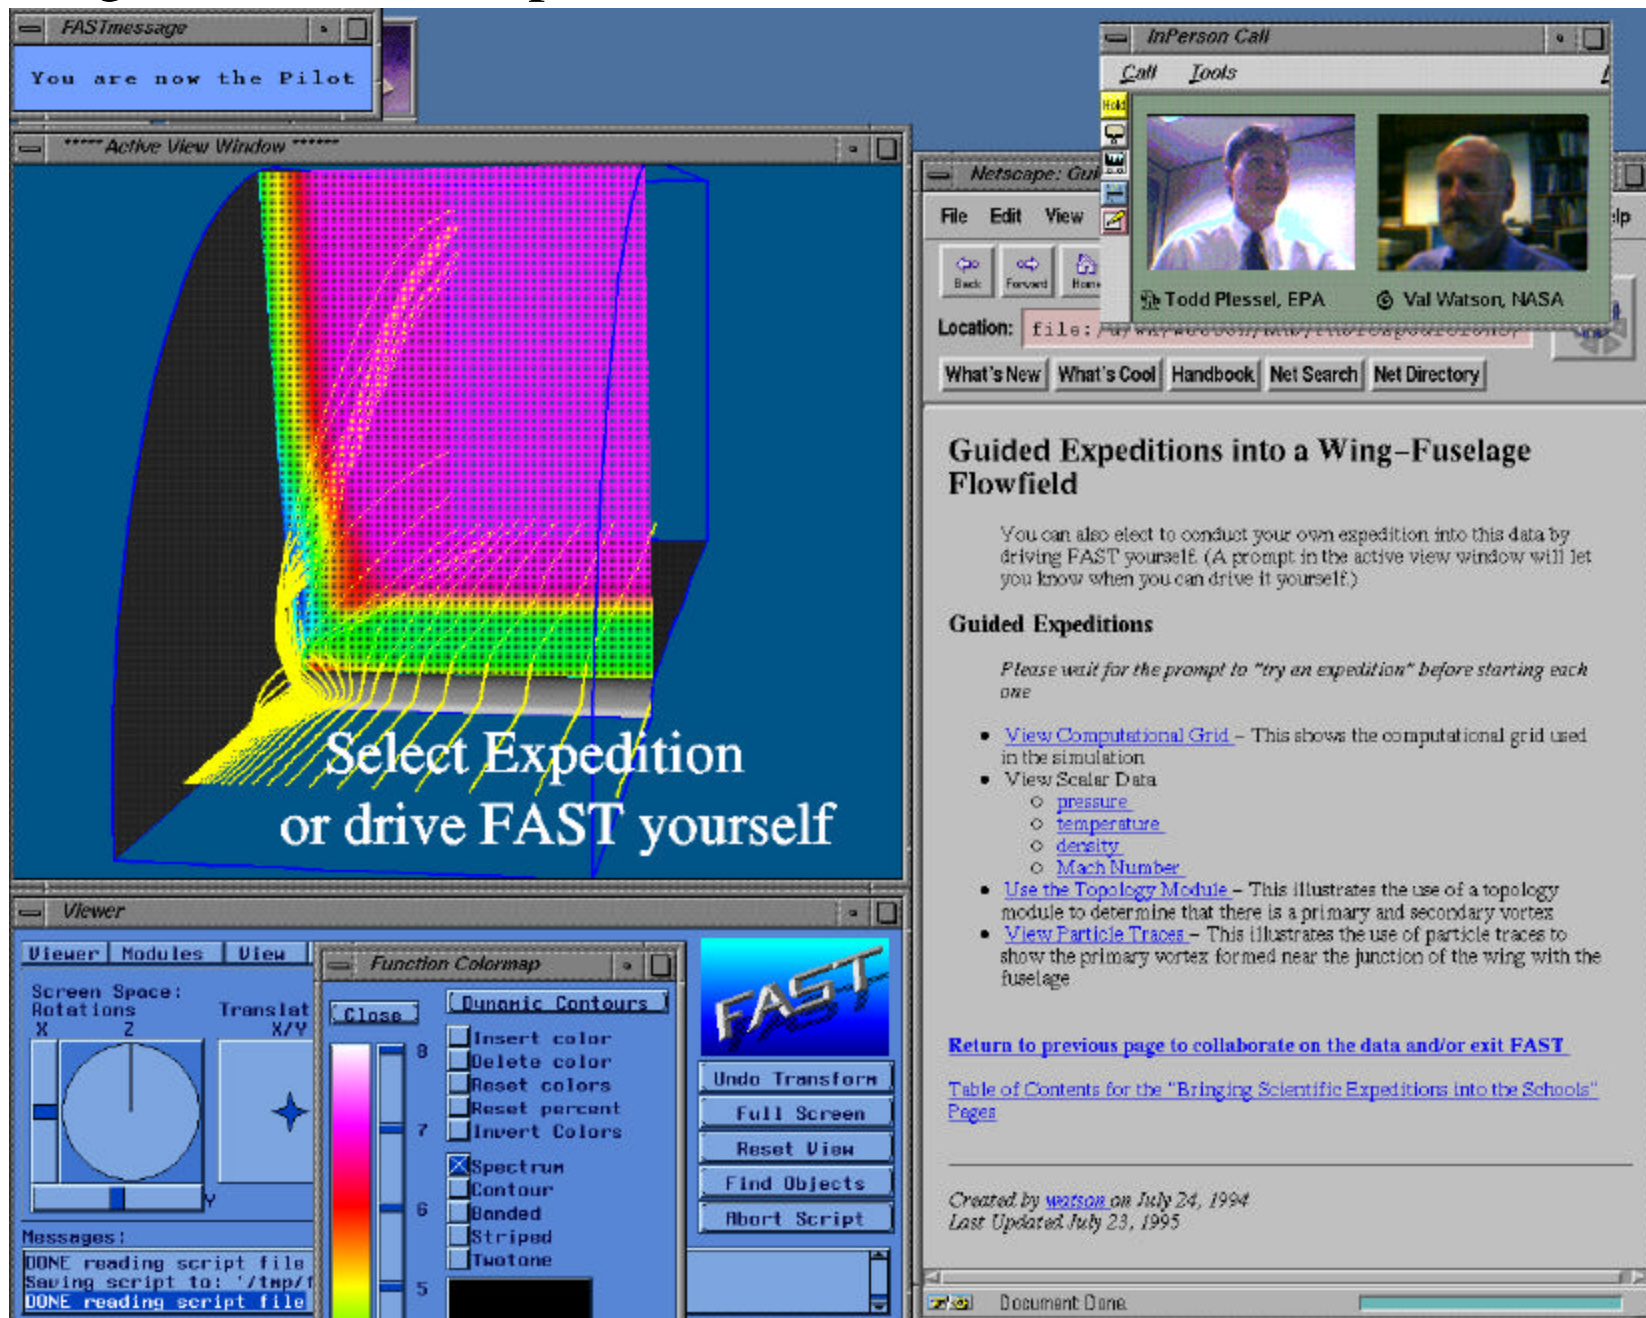 FASTmessage
You are now the Pilot
*****Active View Window ******
Select Expedition
or drive FAST yourself
InPerson Call
Call Tools
Hold
Todd Plessel, EPA
Val Watson, NASA
Netscape:
File Edit View
Back Forward Home
Location: file:
What's New What's Cool Handbook Net Search Net Directory
Guided Expeditions into a Wing-Fuselage
Flowfield
You can also elect to conduct your own expedition into this data by
driving FAST yourself. (A prompt in the active view window will let
you know when you can drive it yourself.)
Guided Expeditions
Please wait for the prompt to "try an expedition" before starting each
one
View Computational Grid - This shows the computational grid used
in the simulation
View Scalar Data
pressure
temperature
density
Mach Number
Use the Topology Module - This illustrates the use of a topology
module to determine that there is a primary and secondary vortex
View Particle Traces - This illustrates the use of particle traces to
show the primary vortex formed near the junction of the wing with the
fuselage
Return to previous page to collaborate on the data and/or exit FAST
Table of Contents for the "Bringing Scientific Expeditions into the Schools"
Pages
Created by watson on July 24, 1994
Last Updated July 23, 1995
Document Done
Viewer
Viewer Modules View
Screen Space:
Rotations Translat
X Z X/Y
Y
Messages:
DONE reading script file
Saving script to: '/tmp/f
DONE reading script file
Function Colormap
Close Dynamic Contours
8
Insert color
Delete color
Reset colors
Reset percent
7 Invert Colors
Spectrum
Contour
6 Banded
Striped
Twotone
5
FAST
Undo Transform
Full Screen
Reset View
Find Objects
Abort Script